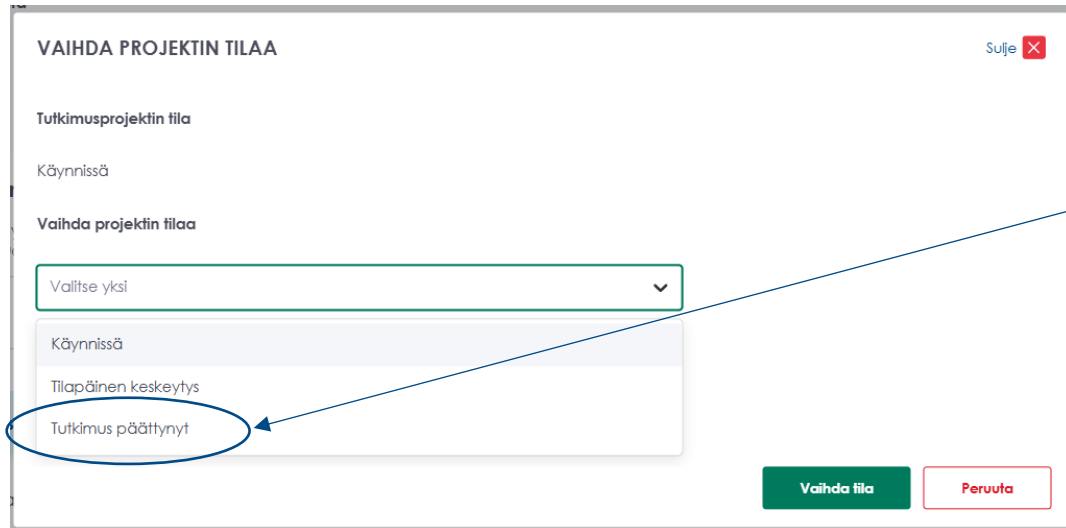 VAIHDA PROJEKTIN TILAA
Sulje
Tutkimusprojektin tila
Käynnissä
Vaihda projektin tilaa
Valitse yksi
Käynnissä
Tilapäinen keskeytys
Tutkimus päättynyt
Vaihda tila
Peruuta